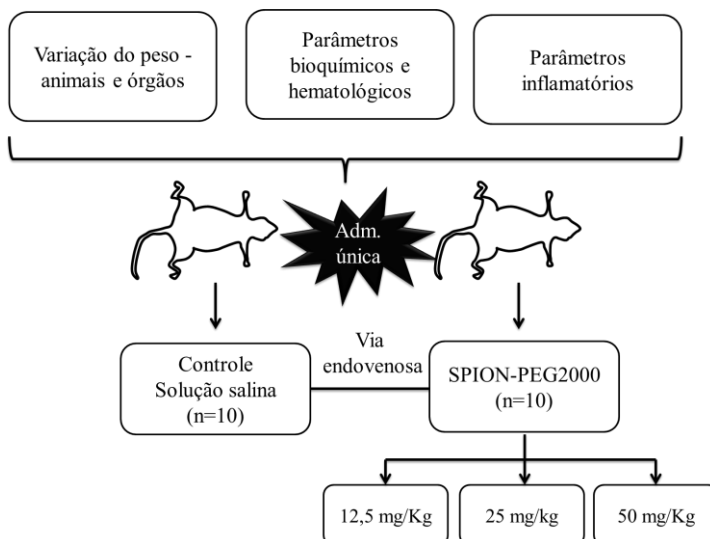 Variação do peso -
animais e órgãos
Parâmetros
bioquímicos e
hematológicos
Parâmetros
inflamatórios
Adm.
única
Controle
Solução salina
(n=10)
Via
endovenosa
SPION-PEG2000
(n=10)
12,5 mg/Kg
25 mg/kg
50 mg/Kg